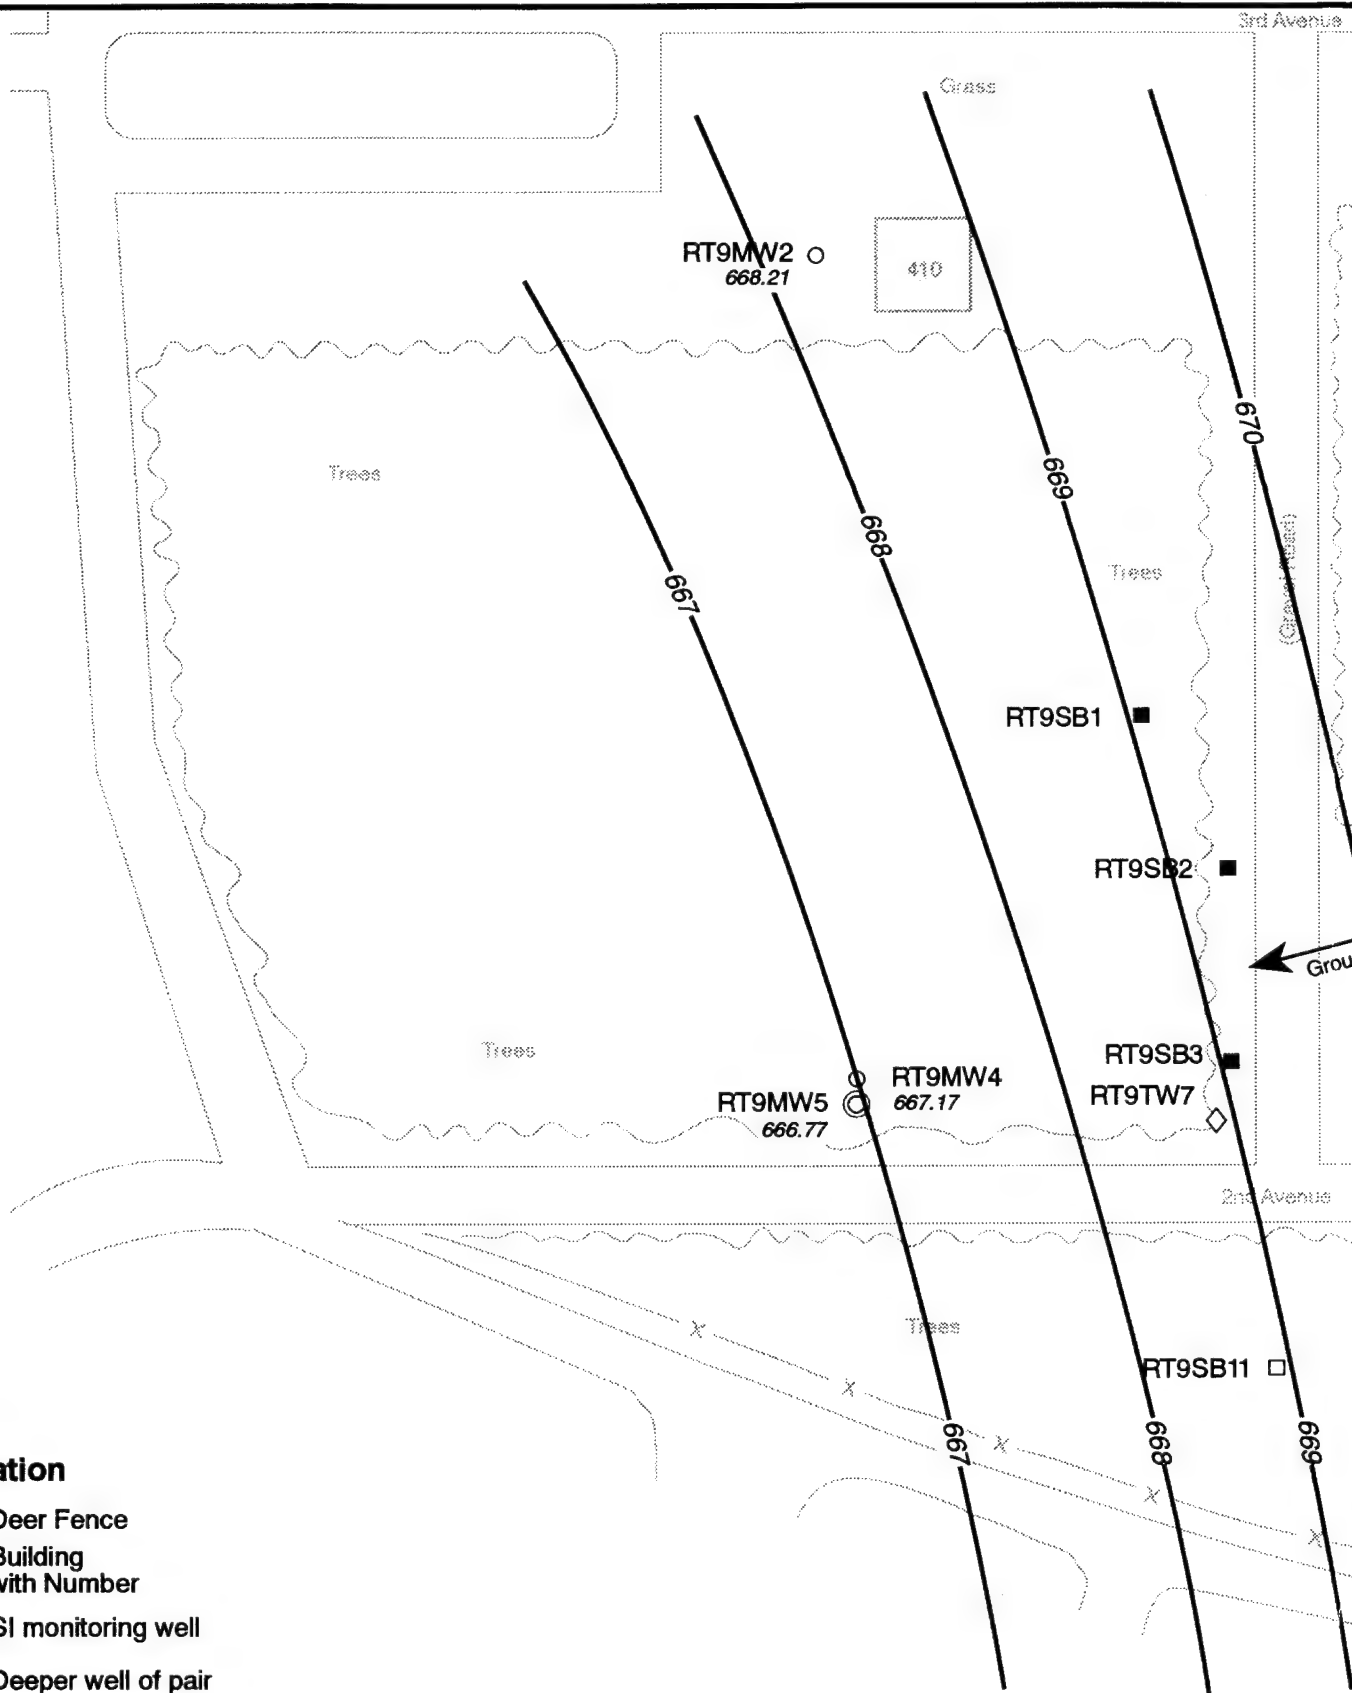 3rd Avenue
Grass
RT9MW2
668.21
410
670
Trees
669
668
Trees
667
(Gravel Road)
RT9SB1
RT9SB2
Grou
Trees
RT9SB3
RT9MW4
RT9TW7
RT9MW5
667.17
666.77
2nd Avenue
Trees
X
RT9SB11
X
667
668
669
X
ation
X
Deer Fence
X
Building
with Number
SI monitoring well
Deeper well of pair